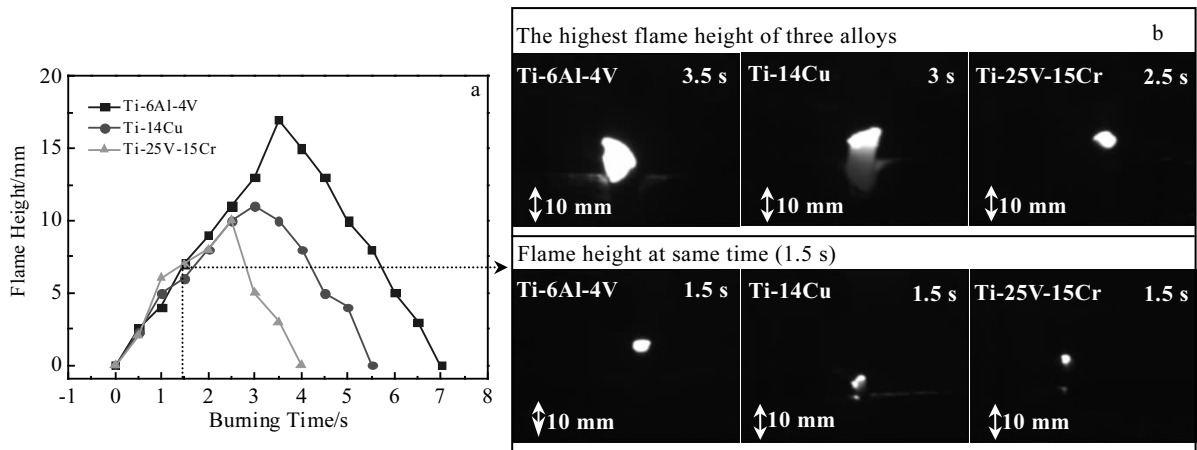 a
Ti-6Al-4V
Ti-14Cu
Ti-25V-15Cr
Flame Height/mm
20
15
10
5
0
-1 0 1 2 3 4 5 6 7 8
Burning Time/s
The highest flame height of three alloys b
Ti-6Al-4V 3.5 s
10 mm
Ti-14Cu 3 s
10 mm
Ti-25V-15Cr 2.5 s
10 mm
Flame height at same time (1.5 s)
Ti-6Al-4V 1.5 s
10 mm
Ti-14Cu 1.5 s
10 mm
Ti-25V-15Cr 1.5 s
10 mm